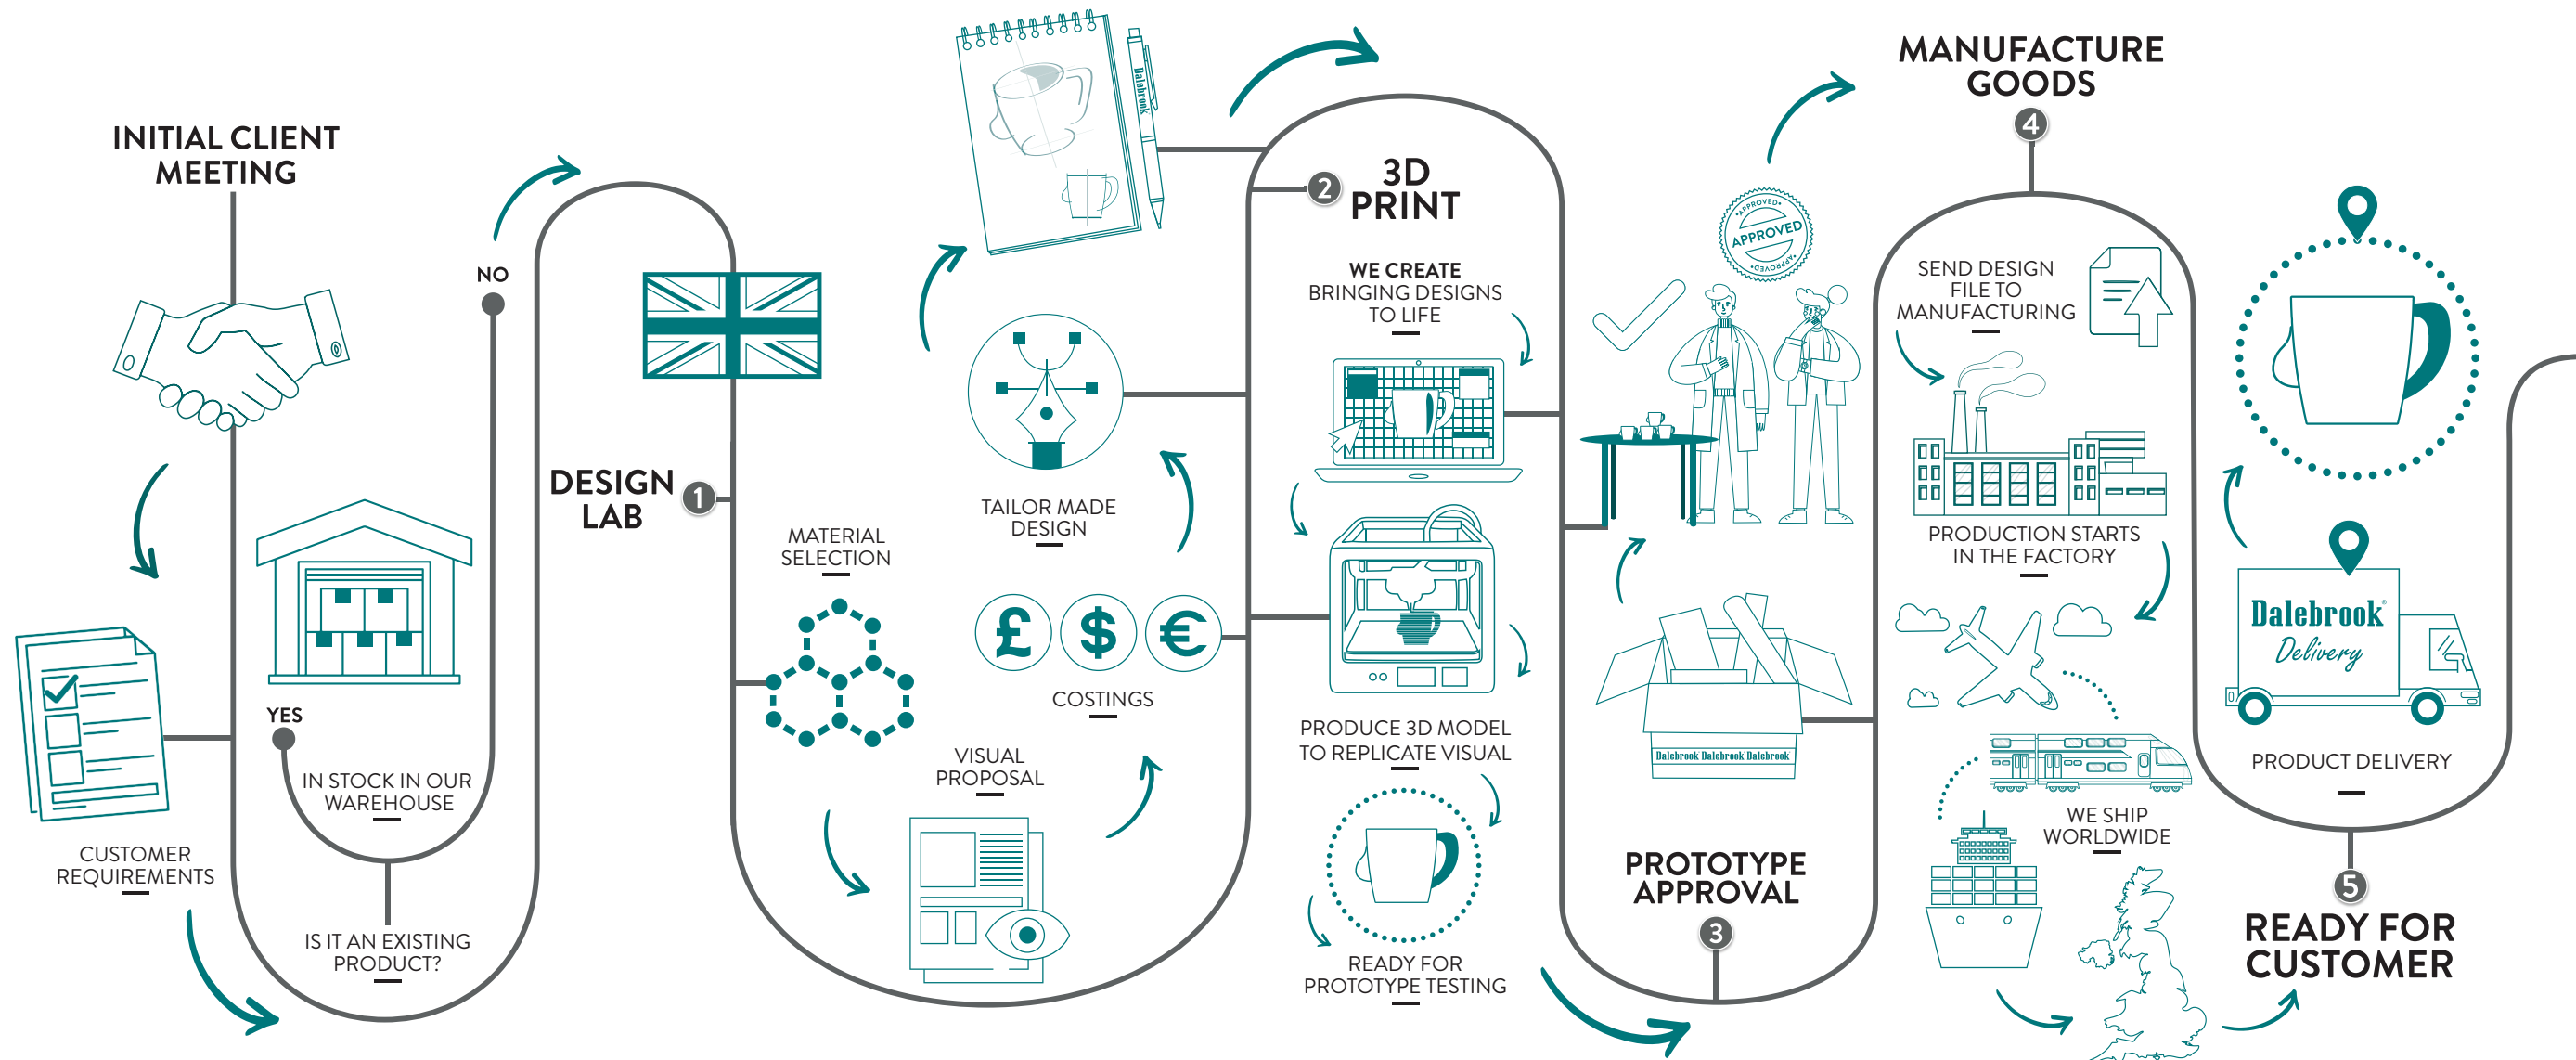 INITIAL CLIENT
MEETING
CUSTOMER
REQUIREMENTS
IS IT AN EXISTING
PRODUCT?
YES
IN STOCK IN OUR
WAREHOUSE
NO
DESIGN
LAB
1
MATERIAL
SELECTION
VISUAL
PROPOSAL
£
$
€
COSTINGS
TAILOR MADE
DESIGN
Dalebrook
2
3D
PRINT
WE CREATE
BRINGING DESIGNS
TO LIFE
PRODUCE 3D MODEL
TO REPLICATE VISUAL
READY FOR
PROTOTYPE TESTING
PROTOTYPE
APPROVAL
3
Dalebrook Dalebrook Dalebrook
APPROVED
APPROVED
APPROVED
MANUFACTURE
GOODS
4
SEND DESIGN
FILE TO
MANUFACTURING
PRODUCTION STARTS
IN THE FACTORY
WE SHIP
WORLDWIDE
Dalebrook®
Delivery
PRODUCT DELIVERY
5
READY FOR
CUSTOMER